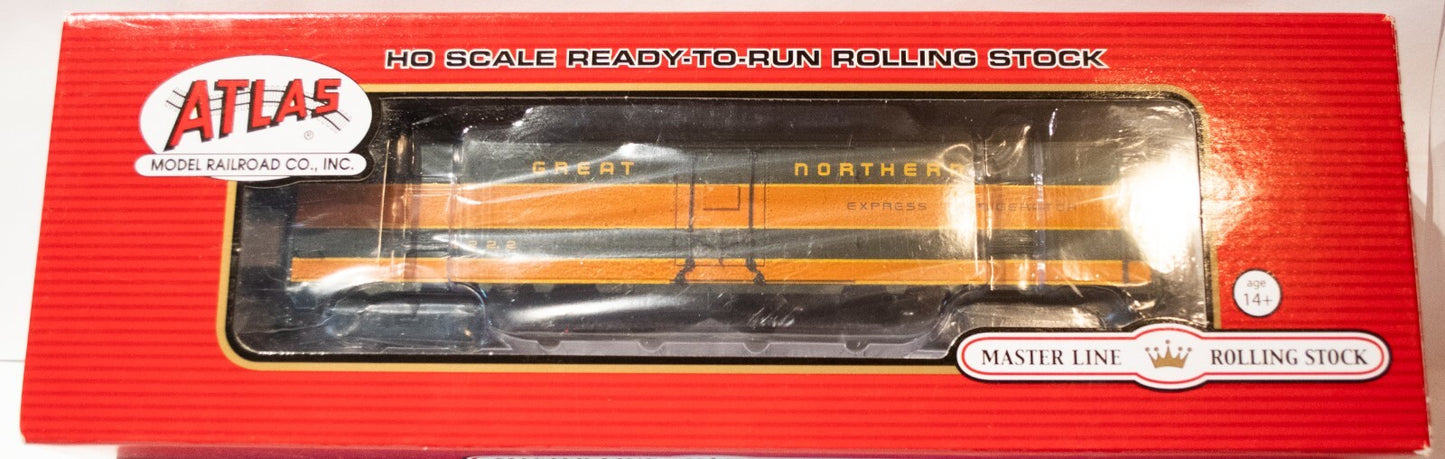 HO SCALE READY-TO-RUN ROLLING STOCK
ATLAS
®
MODEL RAILROAD CO., INC.
GREAT NORTHERN
EXPRESS
222
age
14+
MASTER LINE ROLLING STOCK